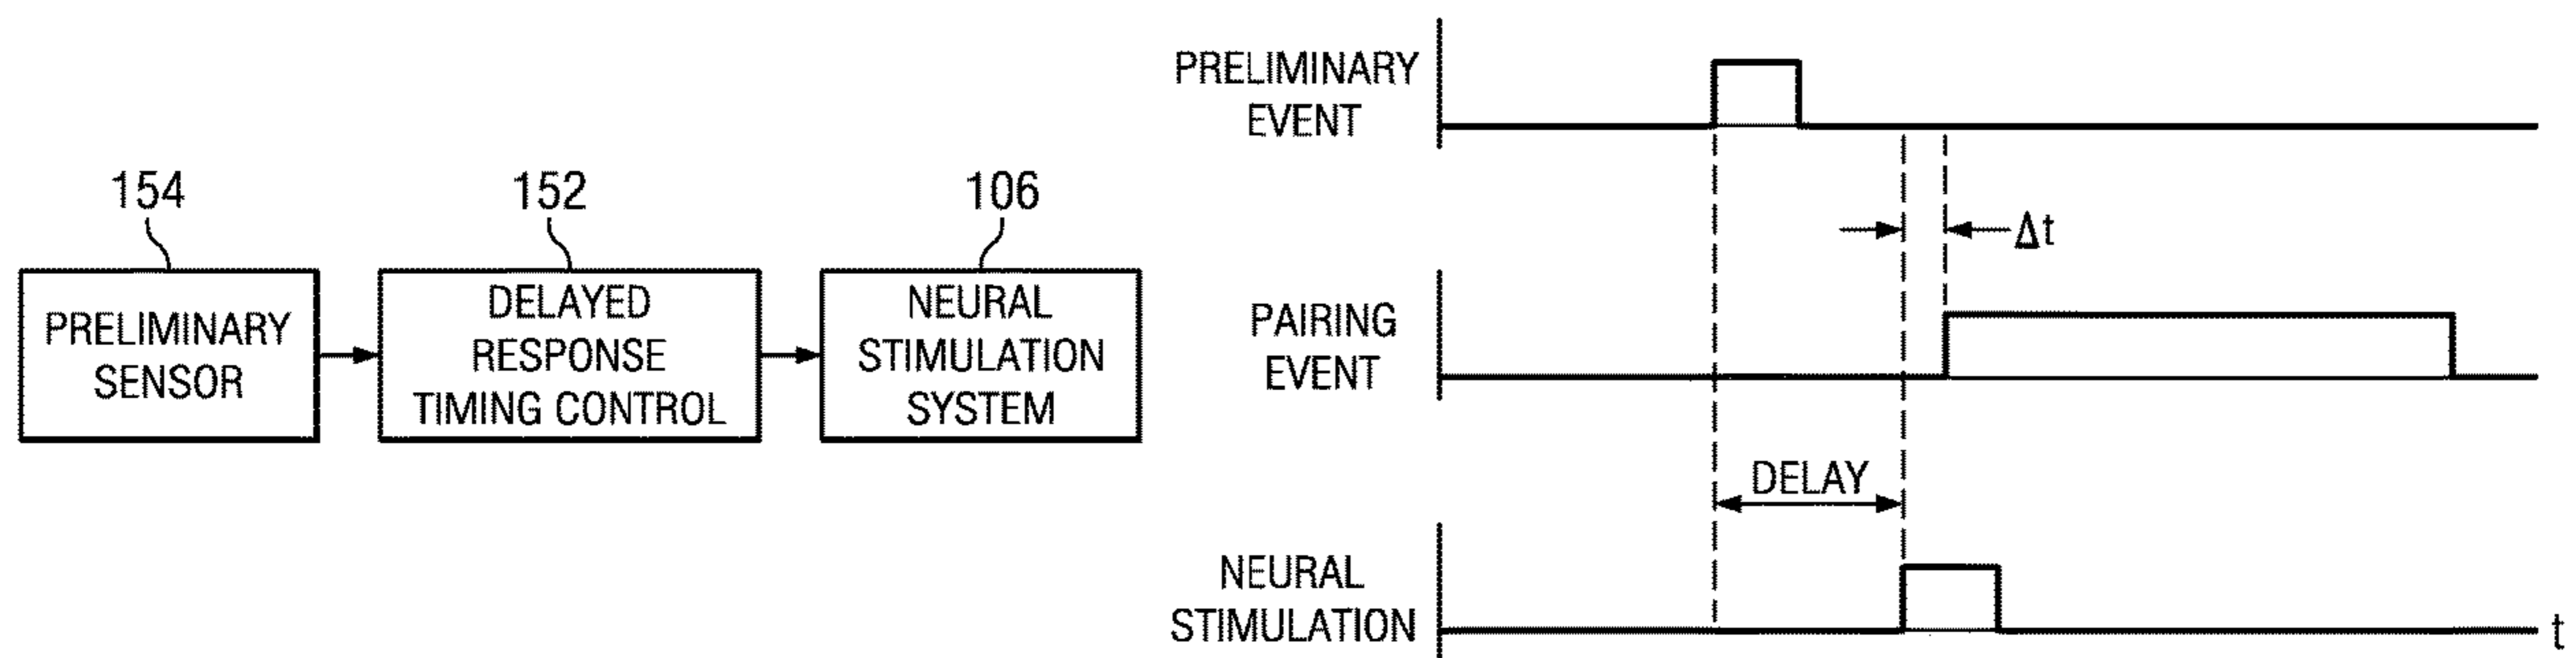 154
152
106
PRELIMINARY
SENSOR
DELAYED
RESPONSE
TIMING CONTROL
NEURAL
STIMULATION
SYSTEM
PRELIMINARY
EVENT
Δt
PAIRING
EVENT
DELAY
NEURAL
STIMULATION
t